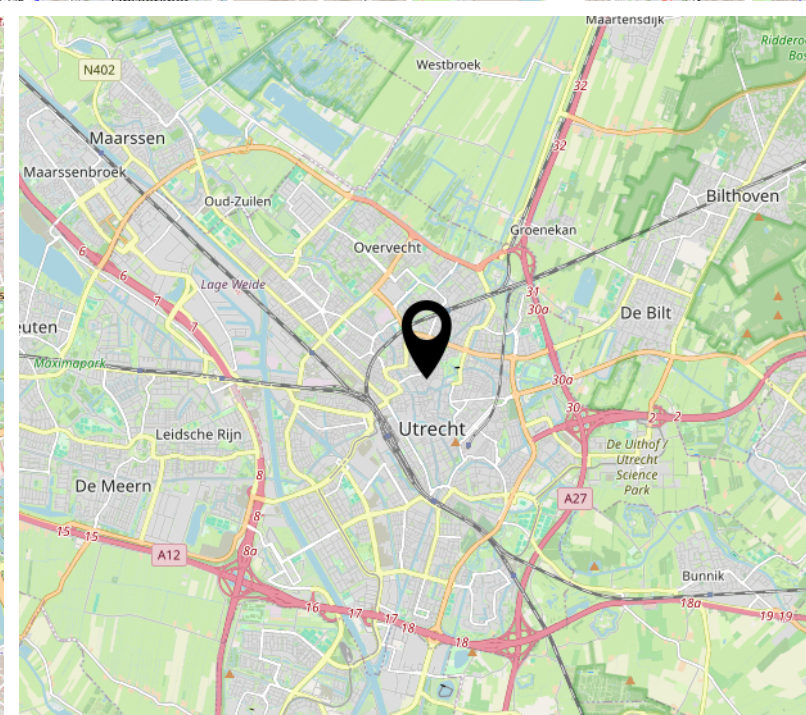 Maartensdijk
Westbroek
N402
32
Maarssen
32
Maarssenbroek
Bilthoven
Oud-Zuilen
Groenekan
6
Overvecht
6
Lage Weide
7
31
7
30a
De Bilt
euten
Máximapark
30a
30
2
2
Utrecht
Leidsche Rijn
De Uithof /
Utrecht
Science
Park
8
De Meern
A27
8
15
15
A12
8a
Bunnik
16
17
17
18
18
18a
19
19